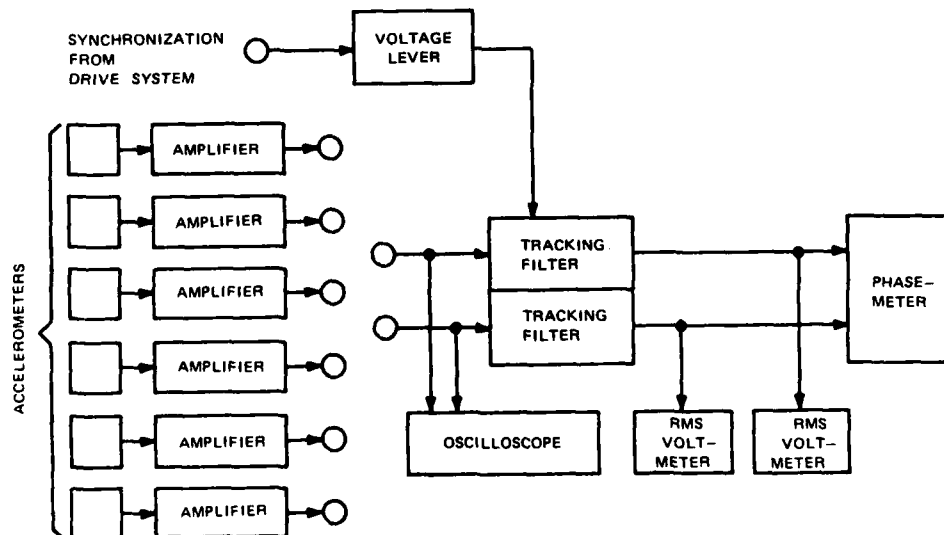 SYNCHRONIZATION
FROM
DRIVE SYSTEM
VOLTAGE
LEVER
ACCELEROMETERS
AMPLIFIER
AMPLIFIER
AMPLIFIER
AMPLIFIER
AMPLIFIER
AMPLIFIER
TRACKING
FILTER
TRACKING
FILTER
PHASE-
METER
OSCILLOSCOPE
RMS
VOLT-
METER
RMS
VOLT-
METER